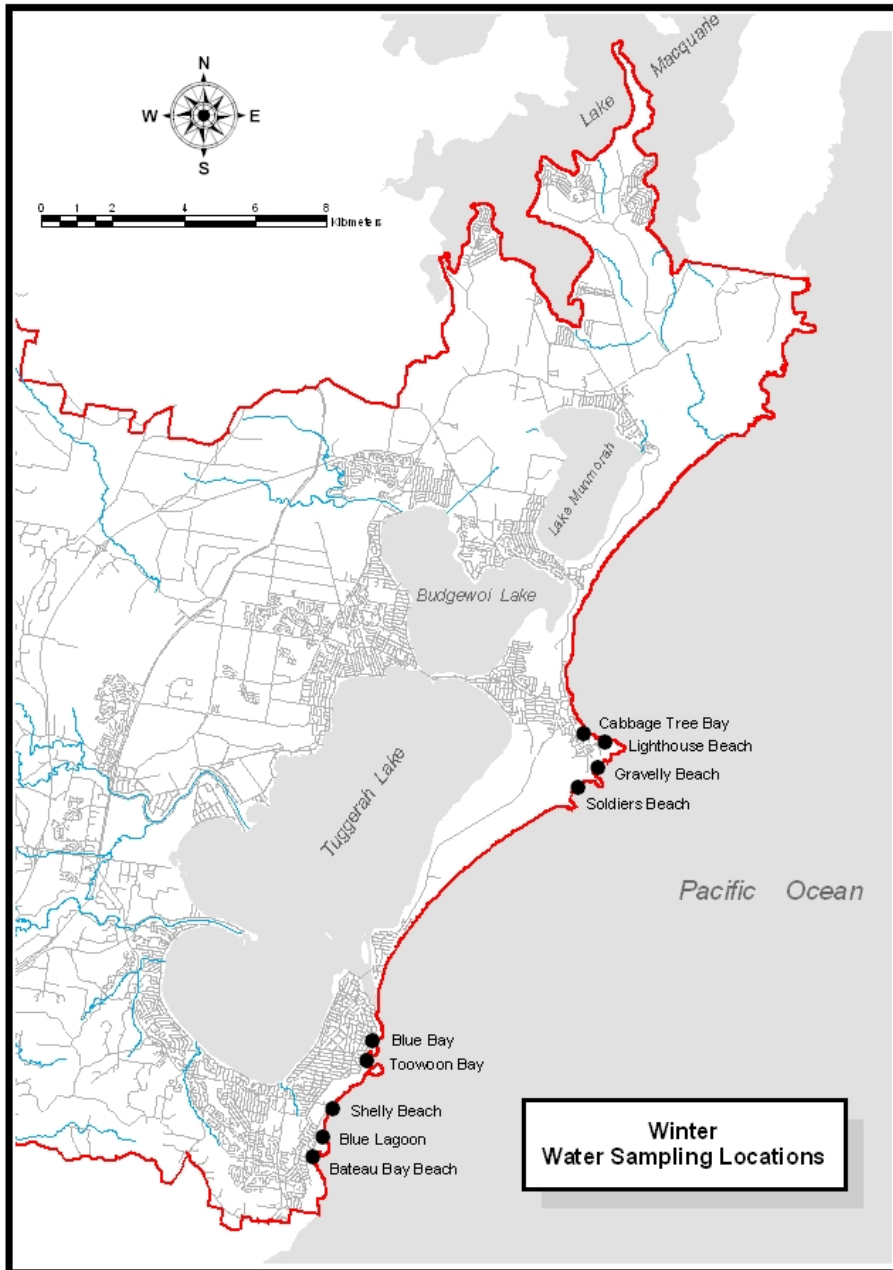 N
W E
S
0 1 2 4 6 8
Kilometers
Lake Macquarie
Lake Munmorah
Budgewoi Lake
Tuggerah Lake
Cabbage Tree Bay
Lighthouse Beach
Gravelly Beach
Soldiers Beach
Pacific Ocean
Blue Bay
Toowoon Bay
Shelly Beach
Blue Lagoon
Bateau Bay Beach
Winter
Water Sampling Locations